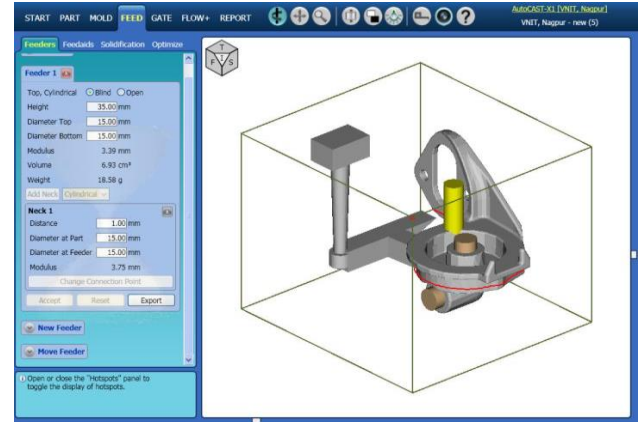 START PART MOLD FEED GATE FLOW+ REPORT
AutoCAST-X1 [VNIT, Nagpur]
VNIT, Nagpur - new (5)
Feeders Feedaids Solidification Optimize
Feeder 1
Top, Cylindrical Blind Open
Height 35.00 mm
Diameter Top 15.00 mm
Diameter Bottom 15.00 mm
Modulus 3.39 mm
Volume 6.93 cm³
Weight 18.58 g
Add Neck Cylindrical
Neck 1
Distance 1.00 mm
Diameter at Part 15.00 mm
Diameter at Feeder 15.00 mm
Modulus 3.75 mm
Change Connection Point
Accept Reset Export
New Feeder
Move Feeder
Open or close the "Hotspots" panel to
toggle the display of hotspots.
T
F S